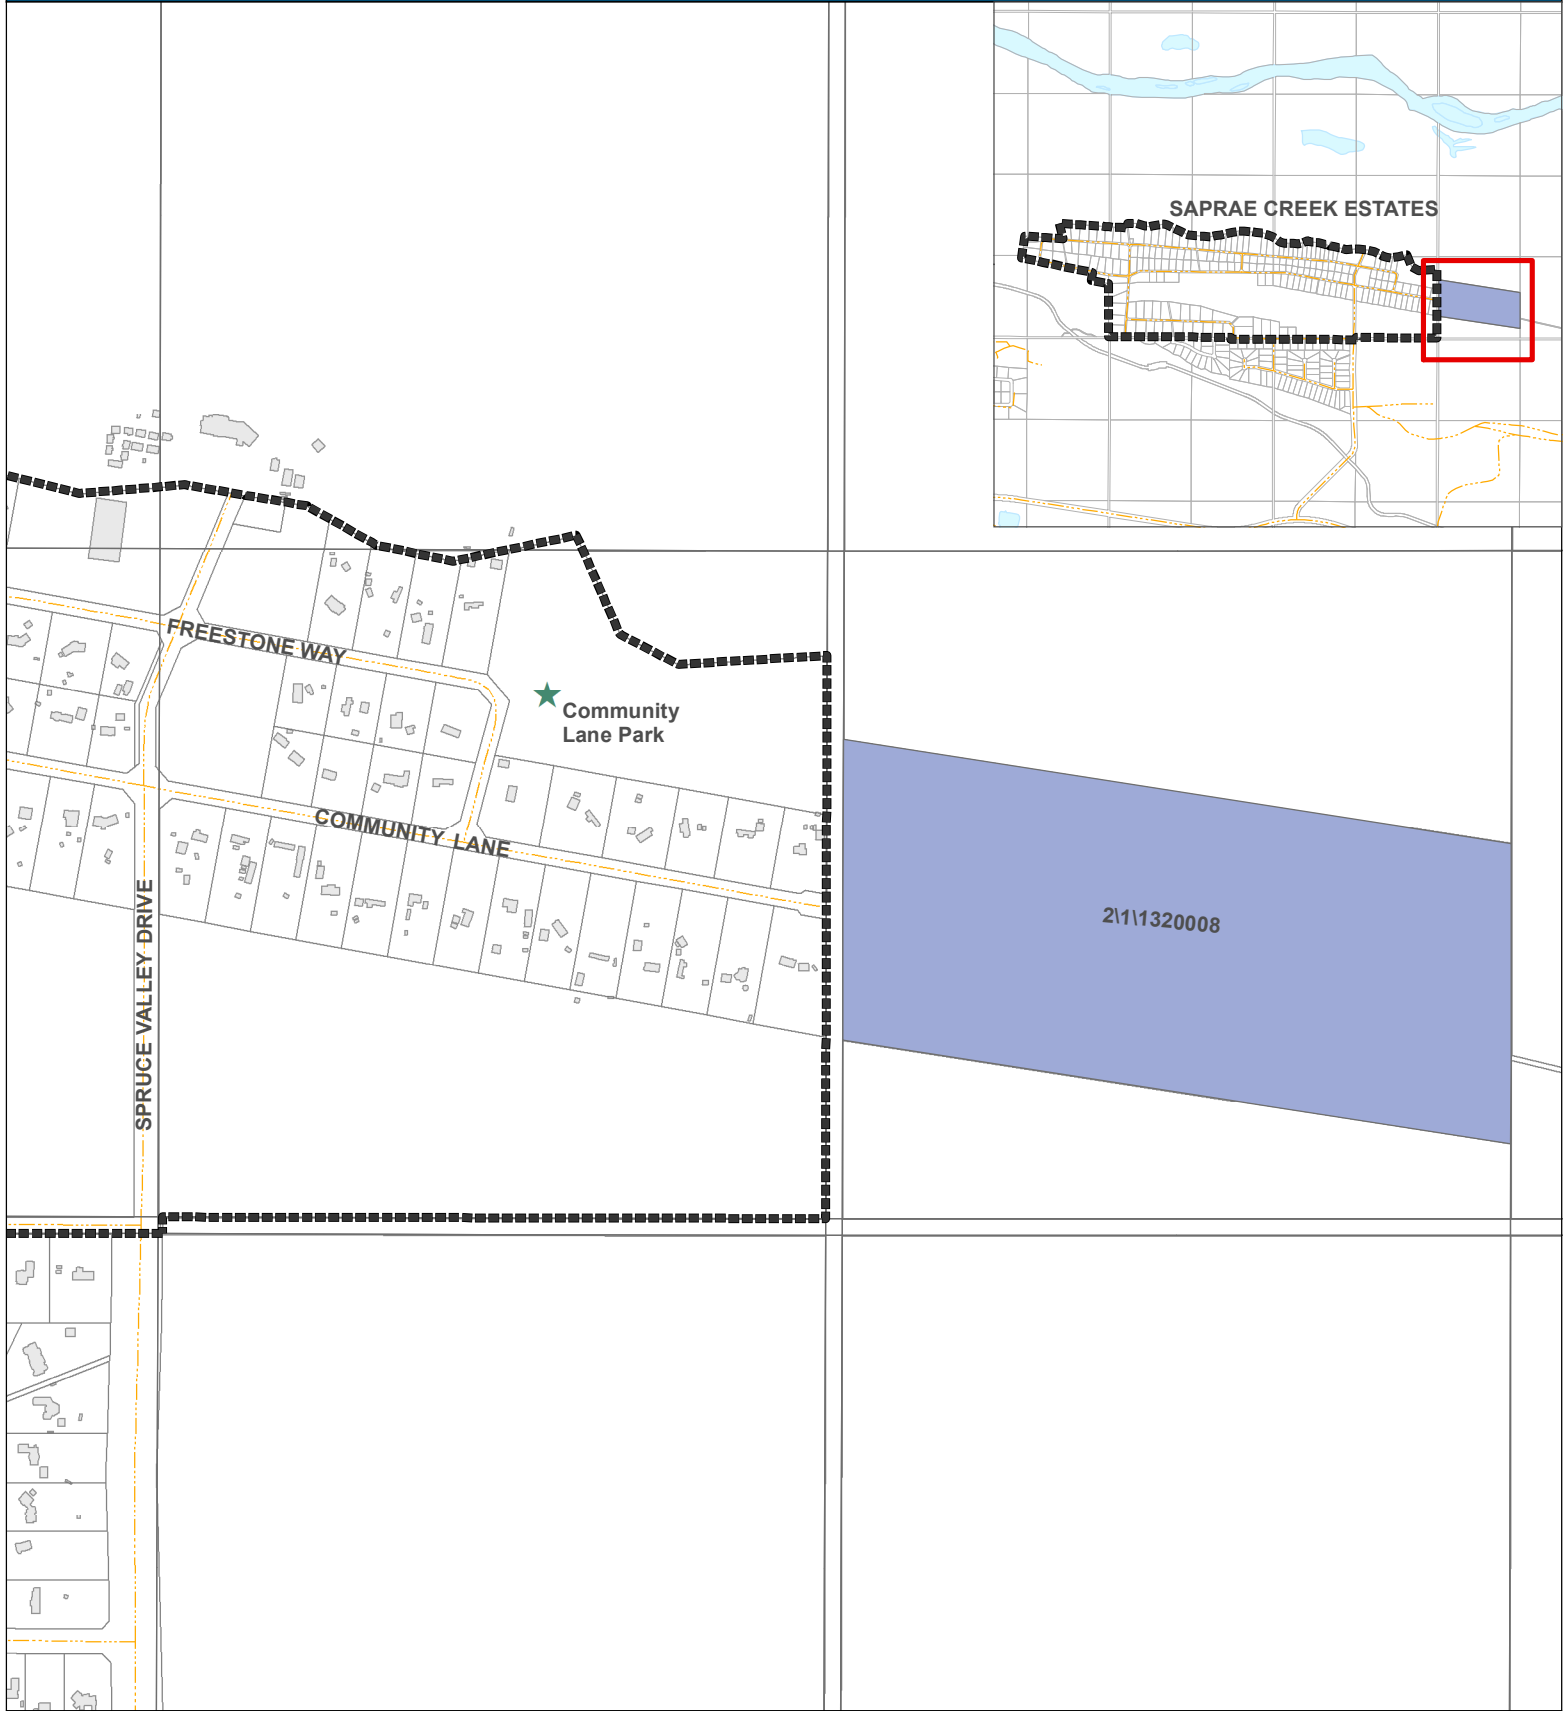 SAPRAE CREEK ESTATES
FREESTONE WAY
Community
Lane Park
COMMUNITY LANE
SPRUCE VALLEY DRIVE
2\1\1320008